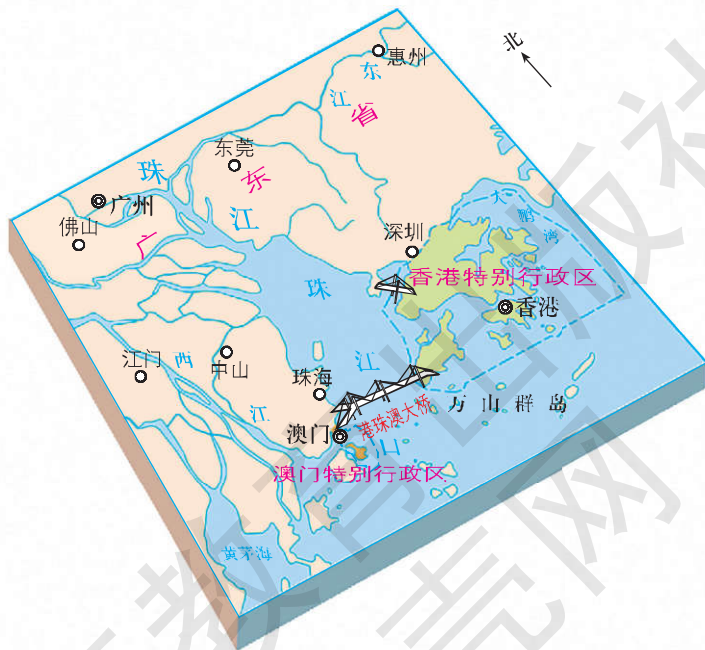 北
惠州
东江
广东省
东莞
珠江
广州
佛山
深圳
大鹏湾
香港特别行政区
香港
珠江口
江门
西江
中山
珠海
港珠澳大桥
万山群岛
澳门
澳门特别行政区
黄茅海